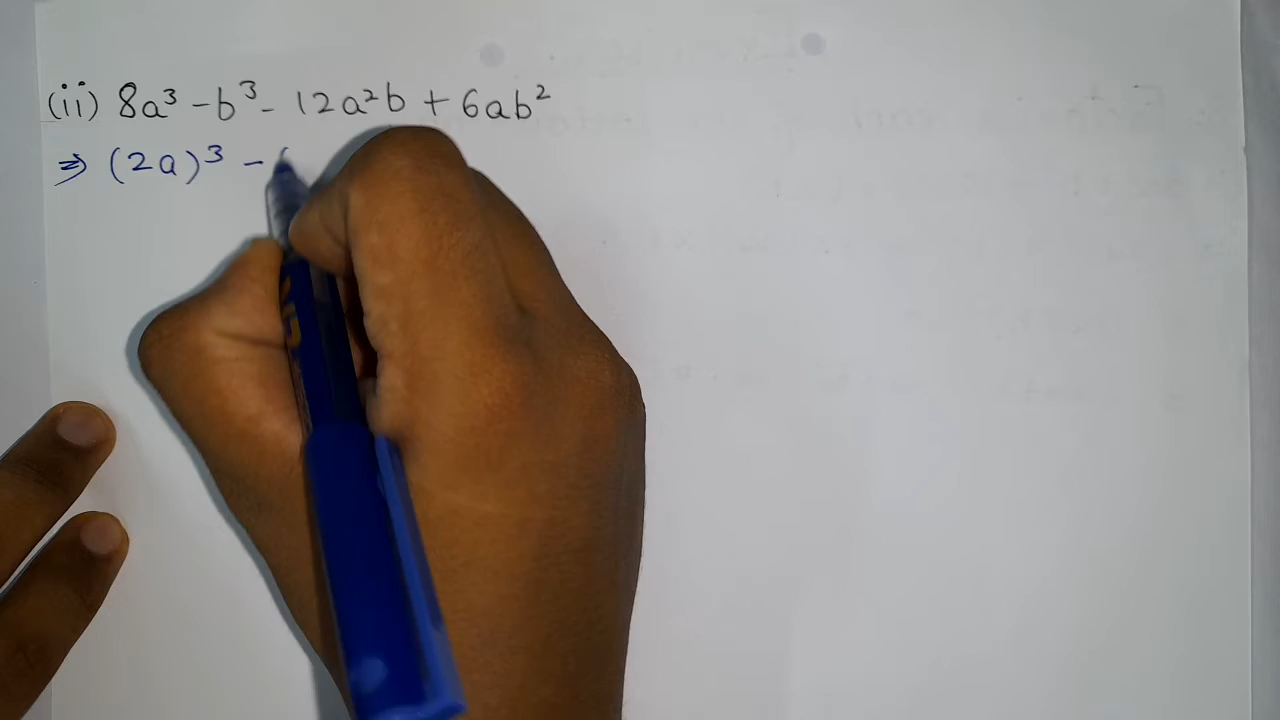 (ii) 8a³ - b³ - 12a²b + 6ab²
⇒ (2a)³ - (